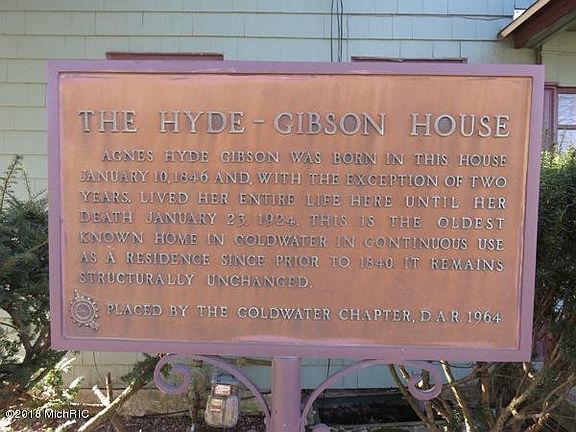 THE HYDE-GIBSON HOUSE
AGNES HYDE GIBSON WAS BORN IN THIS HOUSE
JANUARY 10, 1846 AND, WITH THE EXCEPTION OF TWO
YEARS, LIVED HER ENTIRE LIFE HERE UNTIL HER
DEATH JANUARY 23, 1924. THIS IS THE OLDEST
KNOWN HOME IN COLDWATER IN CONTINUOUS USE
AS A RESIDENCE SINCE PRIOR TO 1840. IT REMAINS
STRUCTURALLY UNCHANGED.
PLACED BY THE COLDWATER CHAPTER, D.A.R. 1964
©2018 MichRIC